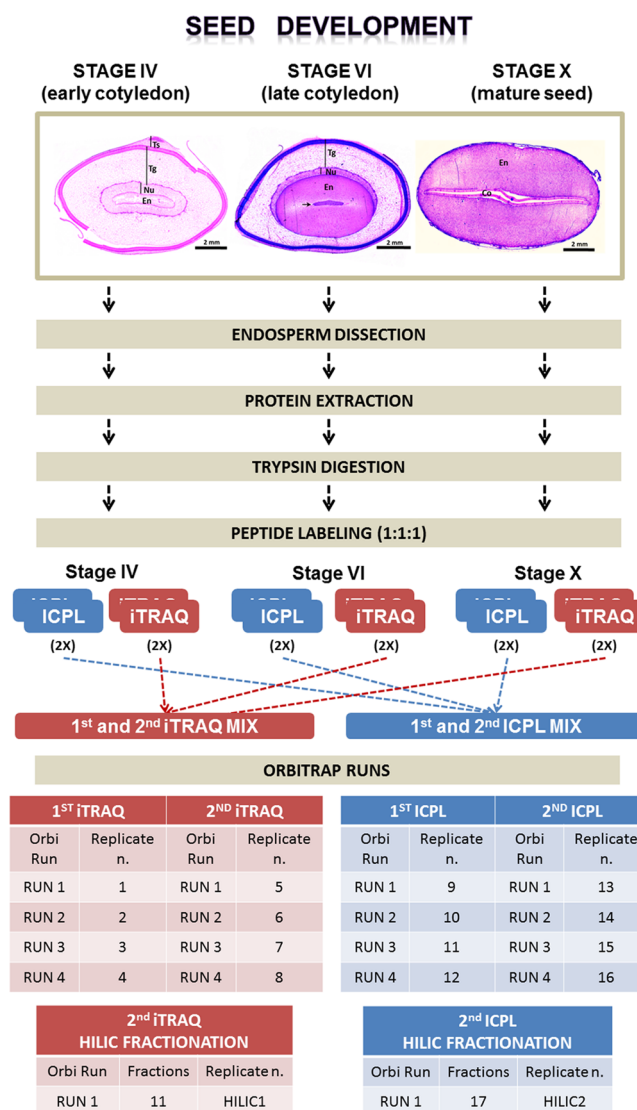 SEED DEVELOPMENT
STAGE IV
(early cotyledon)
STAGE VI
(late cotyledon)
STAGE X
(mature seed)
Ts
Tg
Nu
En
2 mm
Tg
Nu
En
2 mm
En
Co
2 mm
ENDOSPERM DISSECTION
PROTEIN EXTRACTION
TRYPSIN DIGESTION
PEPTIDE LABELING (1:1:1)
Stage IV Stage VI Stage X
ICPL iTRAQ ICPL iTRAQ ICPL iTRAQ
ICPL iTRAQ ICPL iTRAQ ICPL iTRAQ
(2X) (2X) (2X) (2X) (2X) (2X)
1st and 2nd iTRAQ MIX
1st and 2nd ICPL MIX
ORBITRAP RUNS
1ST iTRAQ 2ND iTRAQ
Orbi Replicate Orbi Replicate
Run n. Run n.
RUN 1 1 RUN 1 5
RUN 2 2 RUN 2 6
RUN 3 3 RUN 3 7
RUN 4 4 RUN 4 8
1ST ICPL 2ND ICPL
Orbi Replicate Orbi Replicate
Run n. Run n.
RUN 1 9 RUN 1 13
RUN 2 10 RUN 2 14
RUN 3 11 RUN 3 15
RUN 4 12 RUN 4 16
2nd iTRAQ
HILIC FRACTIONATION
Orbi Run Fractions Replicate n.
RUN 1 11 HILIC1
2nd ICPL
HILIC FRACTIONATION
Orbi Run Fractions Replicate n.
RUN 1 17 HILIC2